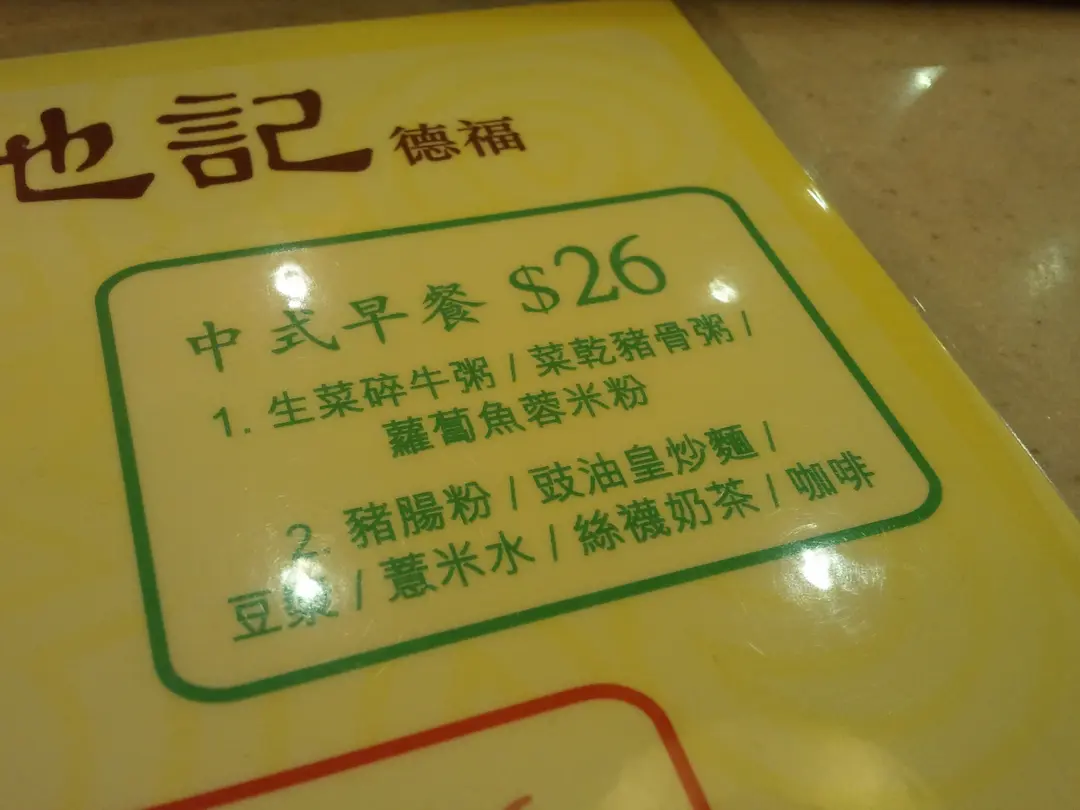 也記 德福
中式早餐 $26
1. 生菜碎牛粥 / 菜乾豬骨粥 /
蘿蔔魚蓉米粉
2. 豬腸粉 / 豉油皇炒麵 /
豆漿 / 薏米水 / 絲襪奶茶 / 咖啡